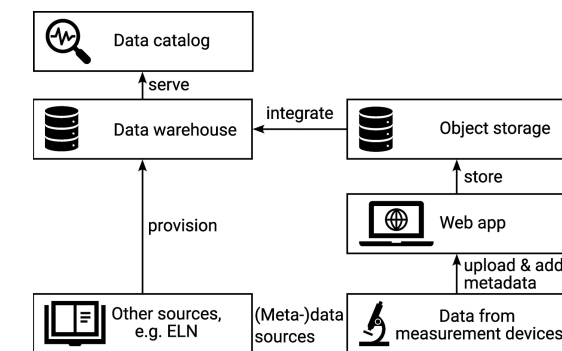 Data catalog
serve
Data warehouse
integrate
Object storage
store
provision
Web app
upload & add
metadata
Other sources,
e.g. ELN
(Meta-)data
sources
Data from
measurement devices